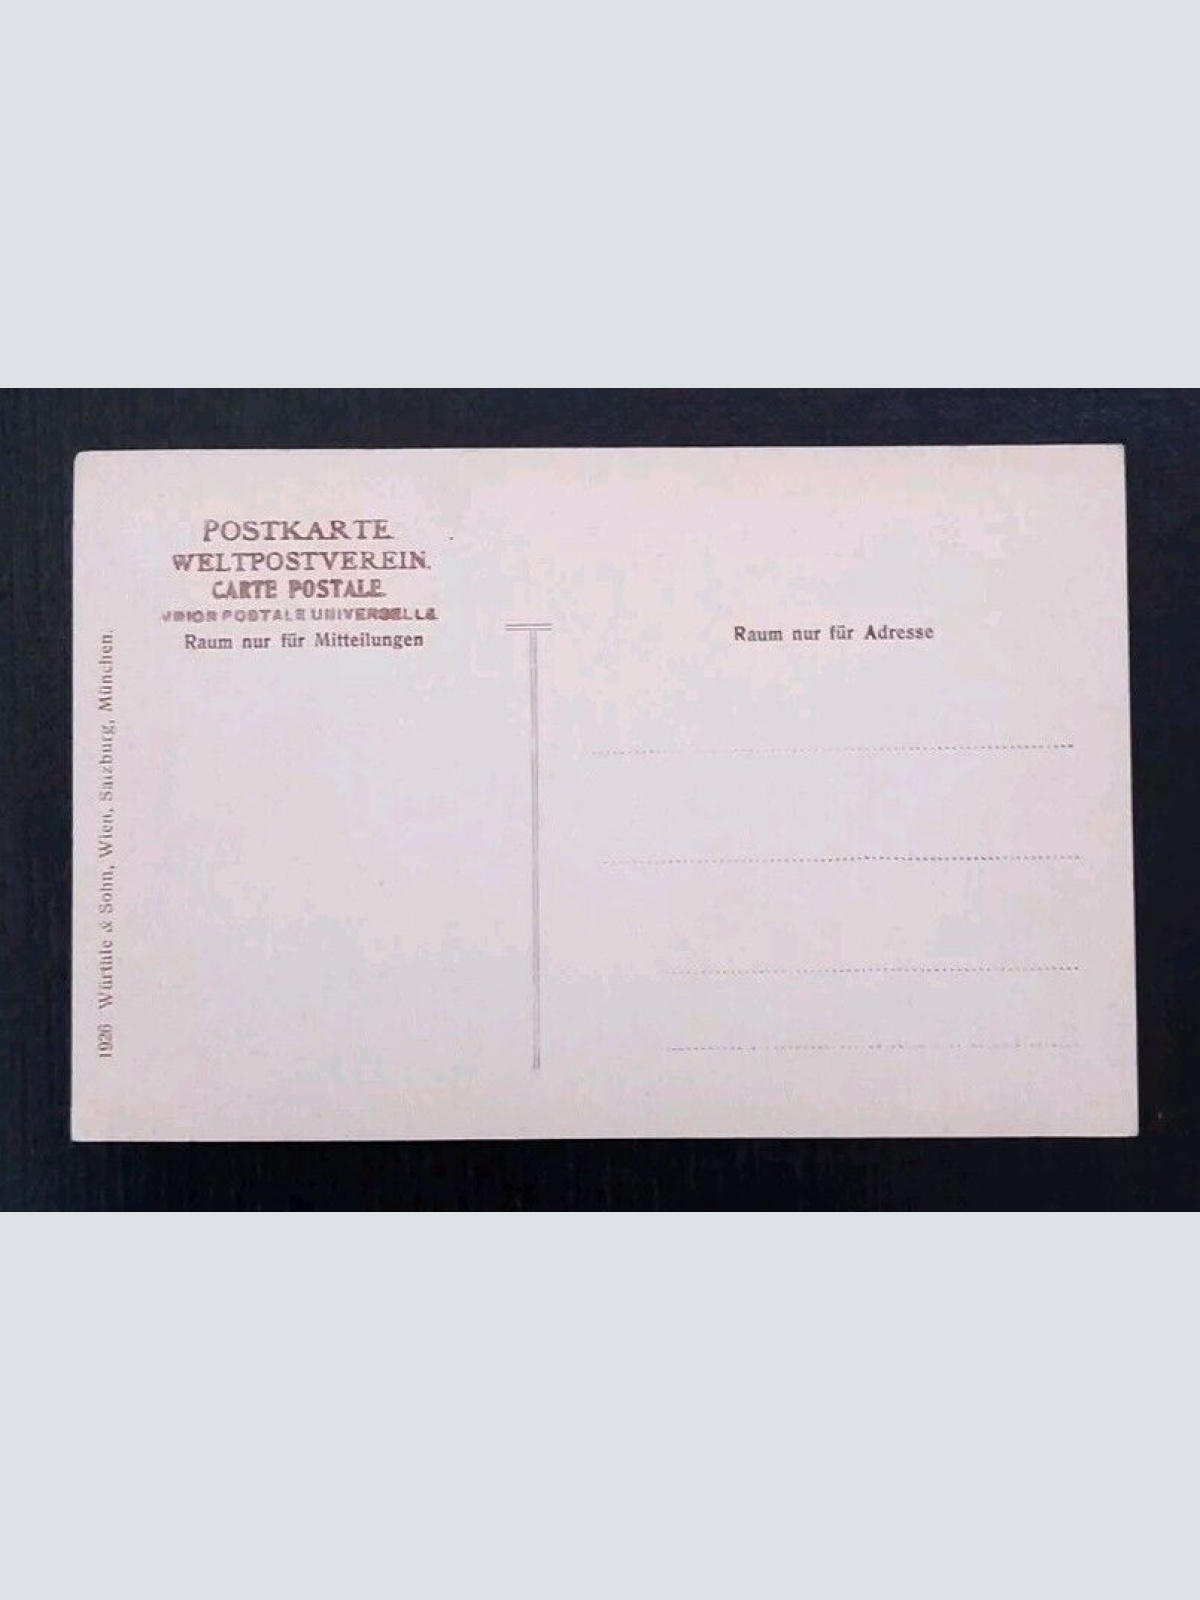 POSTKARTE
WELTPOSTVEREIN.
CARTE POSTALE
POSTALE UNIVERSELLE
Raum nur für Mitteilungen
Raum nur für Adresse
1926 Würthle & Sohn, Wien, Salzburg, München.